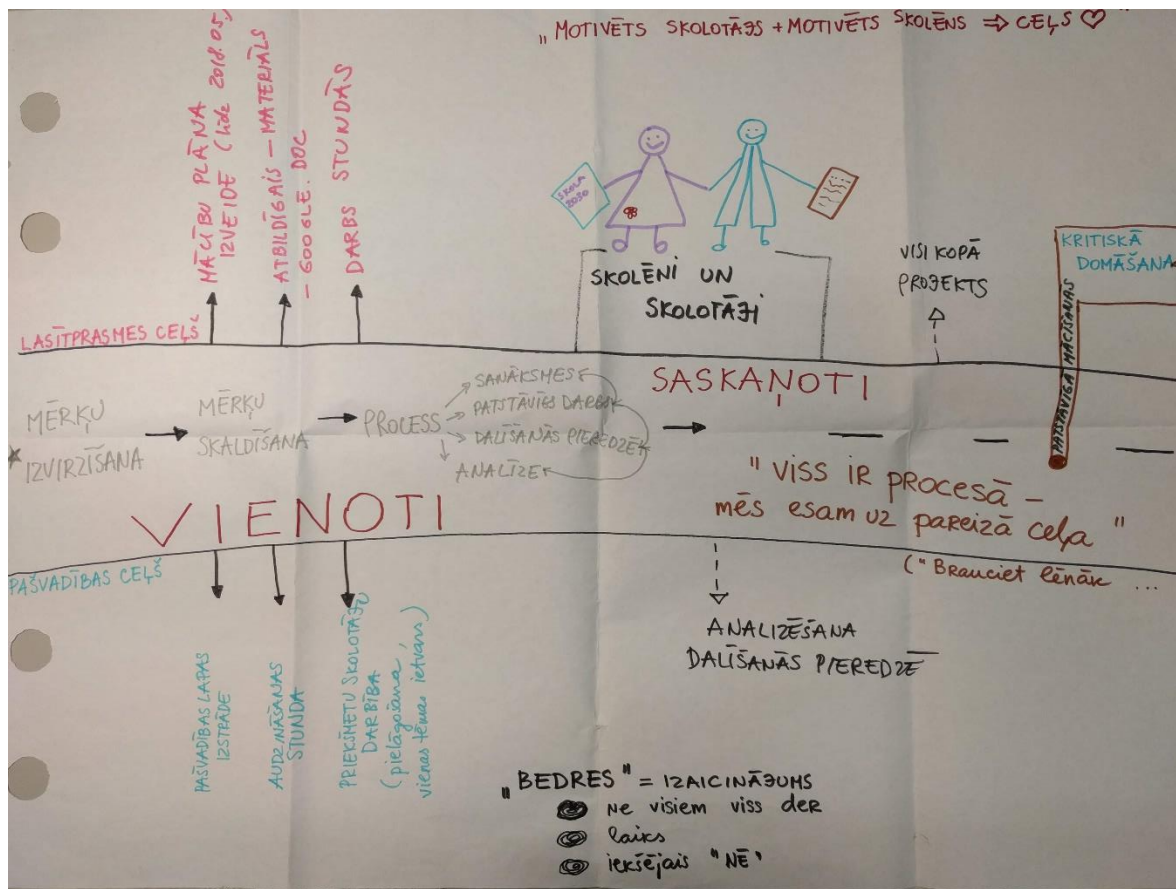 „MOTIVĒTS SKOLOTĀJS + MOTIVĒTS SKOLĒNS ⇒ CEĻŠ ♡"
MĀCĪBU PLĀNA
IZVEIDE (līdz 2018.05.)
ATBILDĪGAIS – MATERIĀLS
– GOOGLE. DOC
DARBS STUNDĀS
SKOLA
2030
SKOLĒNI UN
SKOLOTĀJI
VISI KOPĀ
PROJEKTS
KRITISKĀ
DOMĀŠANA
PATSTĀVĪGA MĀCĪŠANĀS
LASĪTPRASMES CEĻŠ
MĒRĶU
IZVIRZĪŠANA
MĒRĶU
SKALDĪŠANA
PROCESS
SANĀKSMES
PATSTĀVĪGS DARBS
DALĪŠANĀS PIEREDZĒ
ANALĪZE
SASKAŅOTI
VIENOTI
"VISS IR PROCESĀ –
MĒS ESAM UZ PAREIZĀ CEĻA"
("Brauciet lēnāk ...
PAŠVADĪBAS CEĻŠ
PAŠVADĪBAS LAPAS
IZSTRĀDE
AUDZINĀŠANAS
STUNDA
PRIEKŠMETU SKOLOTĀJU
DARBĪBA
(pielāgošana,
vienas tēmas ietvars)
ANALIZĒŠANA
DALĪŠANĀS PIEREDZĒ
„BEDRES" = IZAICINĀJUMS
Ne visiem viss der
laiks
iekšējais "NĒ"